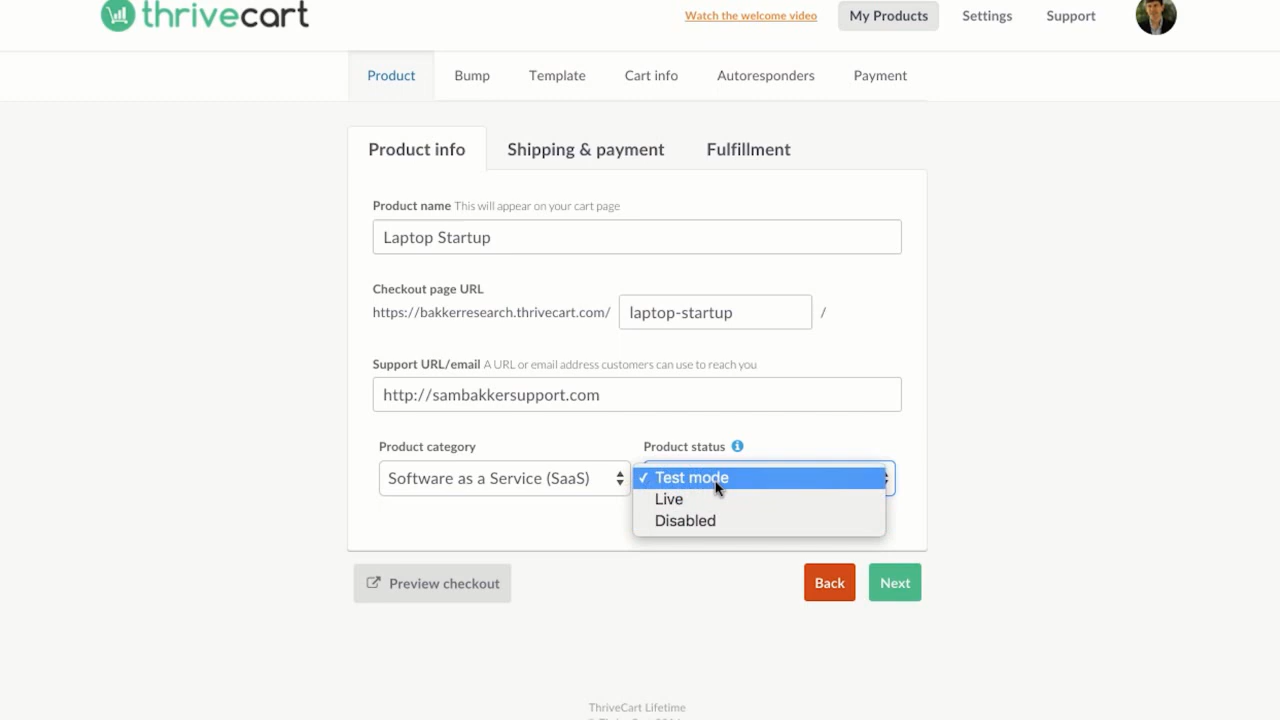 thrivecart
Watch the welcome video
My Products
Settings
Support
Product
Bump
Template
Cart info
Autoresponders
Payment
Product info
Shipping & payment
Fulfillment
Product name This will appear on your cart page
Laptop Startup
Checkout page URL
https://bakkerresearch.thrivecart.com/ laptop-startup /
Support URL/email A URL or email address customers can use to reach you
http://sambakkersupport.com
Product category
Product status
Software as a Service (SaaS)
✓ Test mode
Live
Disabled
Preview checkout
Back
Next
ThriveCart Lifetime